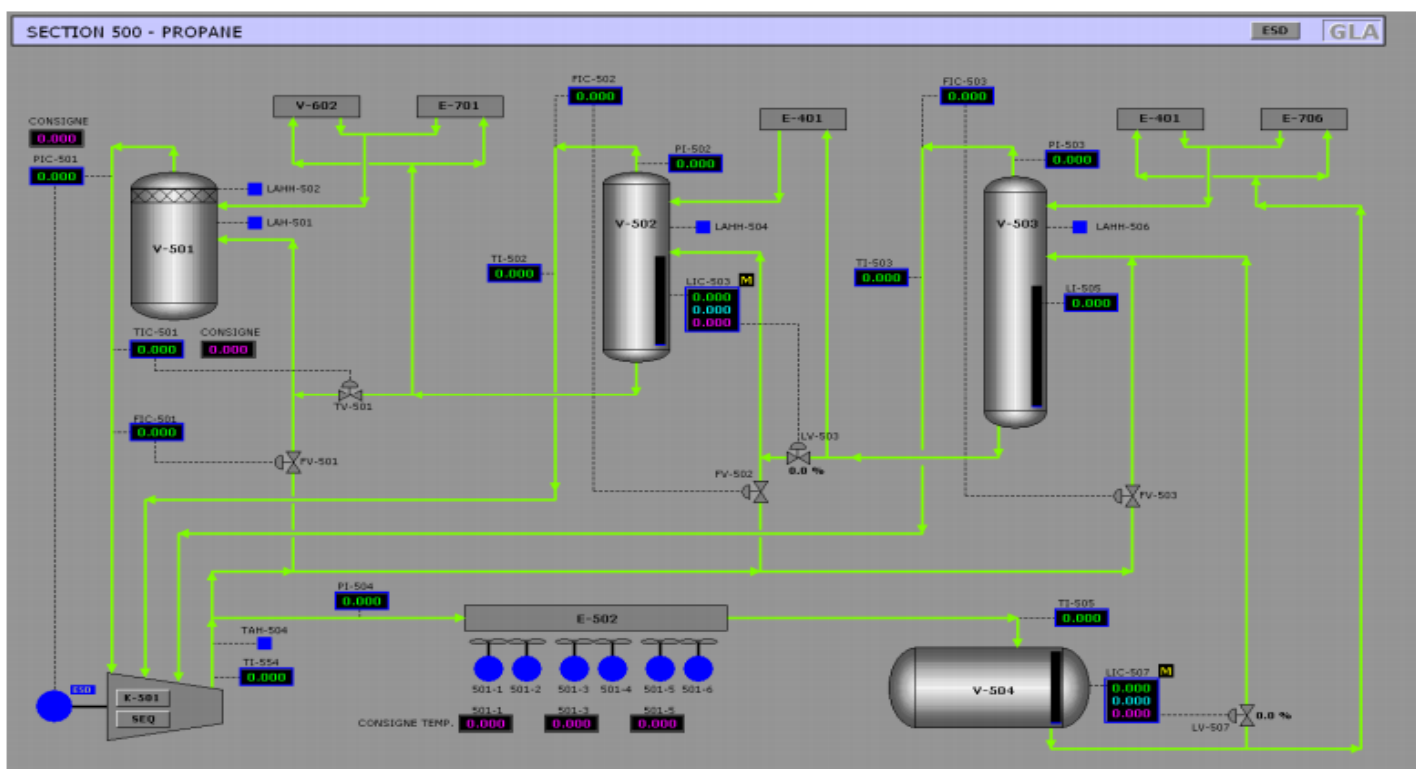 SECTION 500 - PROPANE
ESD
GLA
FIC-502
0.000
FIC-503
0.000
V-602
E-701
E-401
E-401
E-706
CONSIGNE
0.000
PIC-501
0.000
PI-502
0.000
PI-503
0.000
LAHH-502
LAH-501
V-501
V-502
LAHH-504
V-503
LAHH-506
TI-502
0.000
TI-503
0.000
LIC-503
M
0.000
0.000
0.000
LI-505
0.000
TIC-501
0.000
CONSIGNE
0.000
TV-501
FIC-501
0.000
FV-501
LV-503
0.0 %
FV-502
FV-503
PI-504
0.000
E-502
TI-505
0.000
TAH-504
TI-554
0.000
501-1
501-2
501-3
501-4
501-5
501-6
ESD
K-501
SEQ
CONSIGNE TEMP.
501-1
0.000
501-3
0.000
501-5
0.000
V-504
LIC-507
M
0.000
0.000
0.000
LV-507
0.0 %